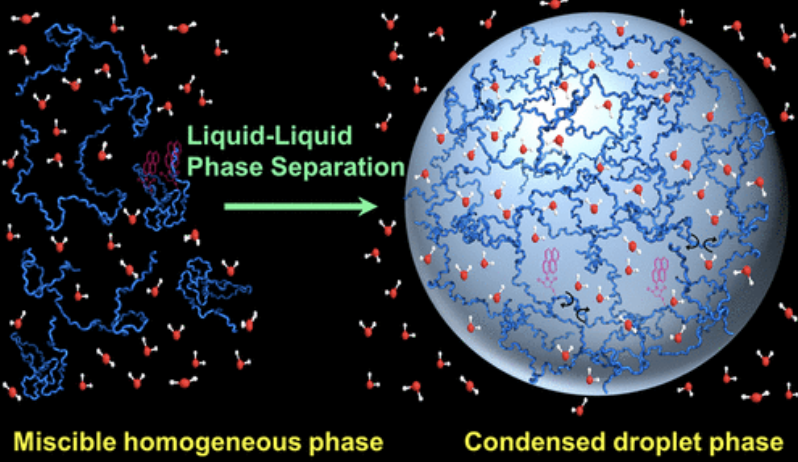 Liquid-Liquid
Phase Separation
Miscible homogeneous phase
Condensed droplet phase